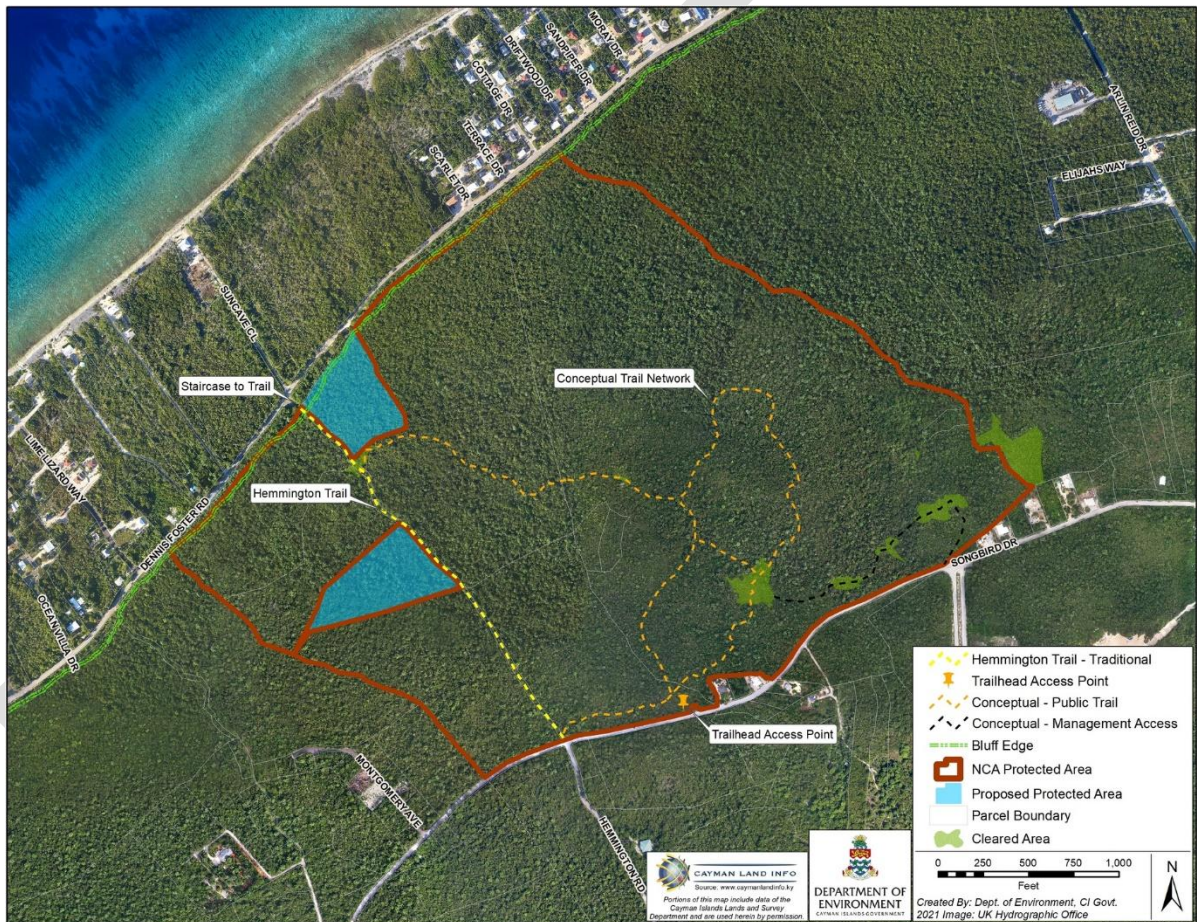 MORAY DR
SANDPIPER DR
DRIFTWOOD DR
COTTAGE DR
TERRACE DR
SCARLET DR
ARLIN REID DR
ELIJAHS WAY
SUNCAVE CL
Staircase to Trail
Conceptual Trail Network
LIME LIZARD WAY
Hemmington Trail
DENNIS FOSTER RD
SONGBIRD DR
OCEAN VILLA DR
Trailhead Access Point
MONTGOMERY AVE
HEMMINGTON RD
Hemmington Trail - Traditional
Trailhead Access Point
Conceptual - Public Trail
Conceptual - Management Access
Bluff Edge
NCA Protected Area
Proposed Protected Area
Parcel Boundary
Cleared Area
0 250 500 750 1,000
Feet
N
Created By: Dept. of Environment, CI Govt.
2021 Image: UK Hydrographic Office
CAYMAN LAND INFO
Source: www.caymanlandinfo.ky
Portions of this map include data of the
Cayman Islands Lands and Survey
Department and are used herein by permission.
DEPARTMENT OF
ENVIRONMENT
CAYMAN ISLANDS GOVERNMENT